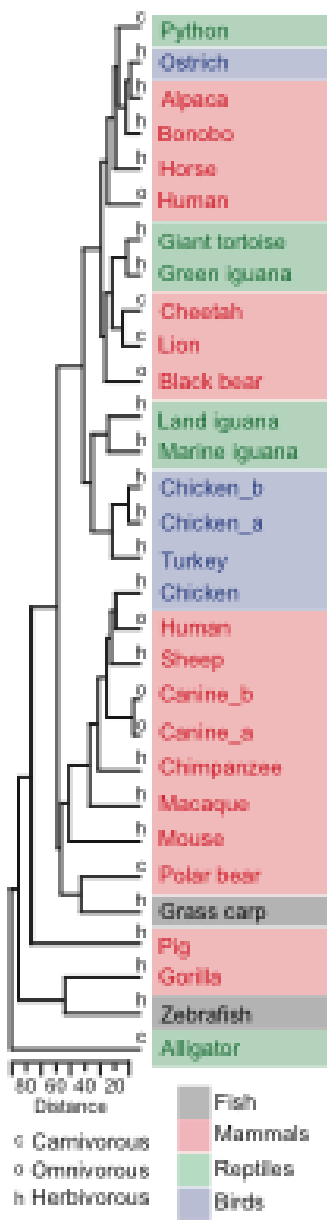 c Python
h Ostrich
h Alpaca
h Bonobo
h Horse
o Human
h Giant tortoise
h Green iguana
c Cheetah
c Lion
o Black bear
h Land iguana
h Marine iguana
h Chicken_b
h Chicken_a
h Turkey
h Chicken
o Human
h Sheep
o Canine_b
o Canine_a
h Chimpanzee
h Macaque
h Mouse
c Polar bear
h Grass carp
h Pig
h Gorilla
h Zebrafish
c Alligator
80 60 40 20
Distance
c Carnivorous
o Omnivorous
h Herbivorous
Fish
Mammals
Reptiles
Birds